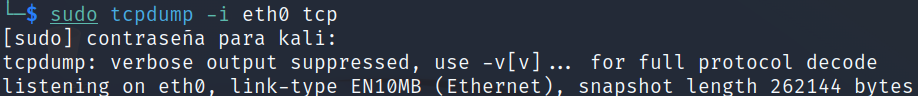 └─$ sudo tcpdump -i eth0 tcp
[sudo] contraseña para kali:
tcpdump: verbose output suppressed, use -v[v]... for full protocol decode
listening on eth0, link-type EN10MB (Ethernet), snapshot length 262144 bytes